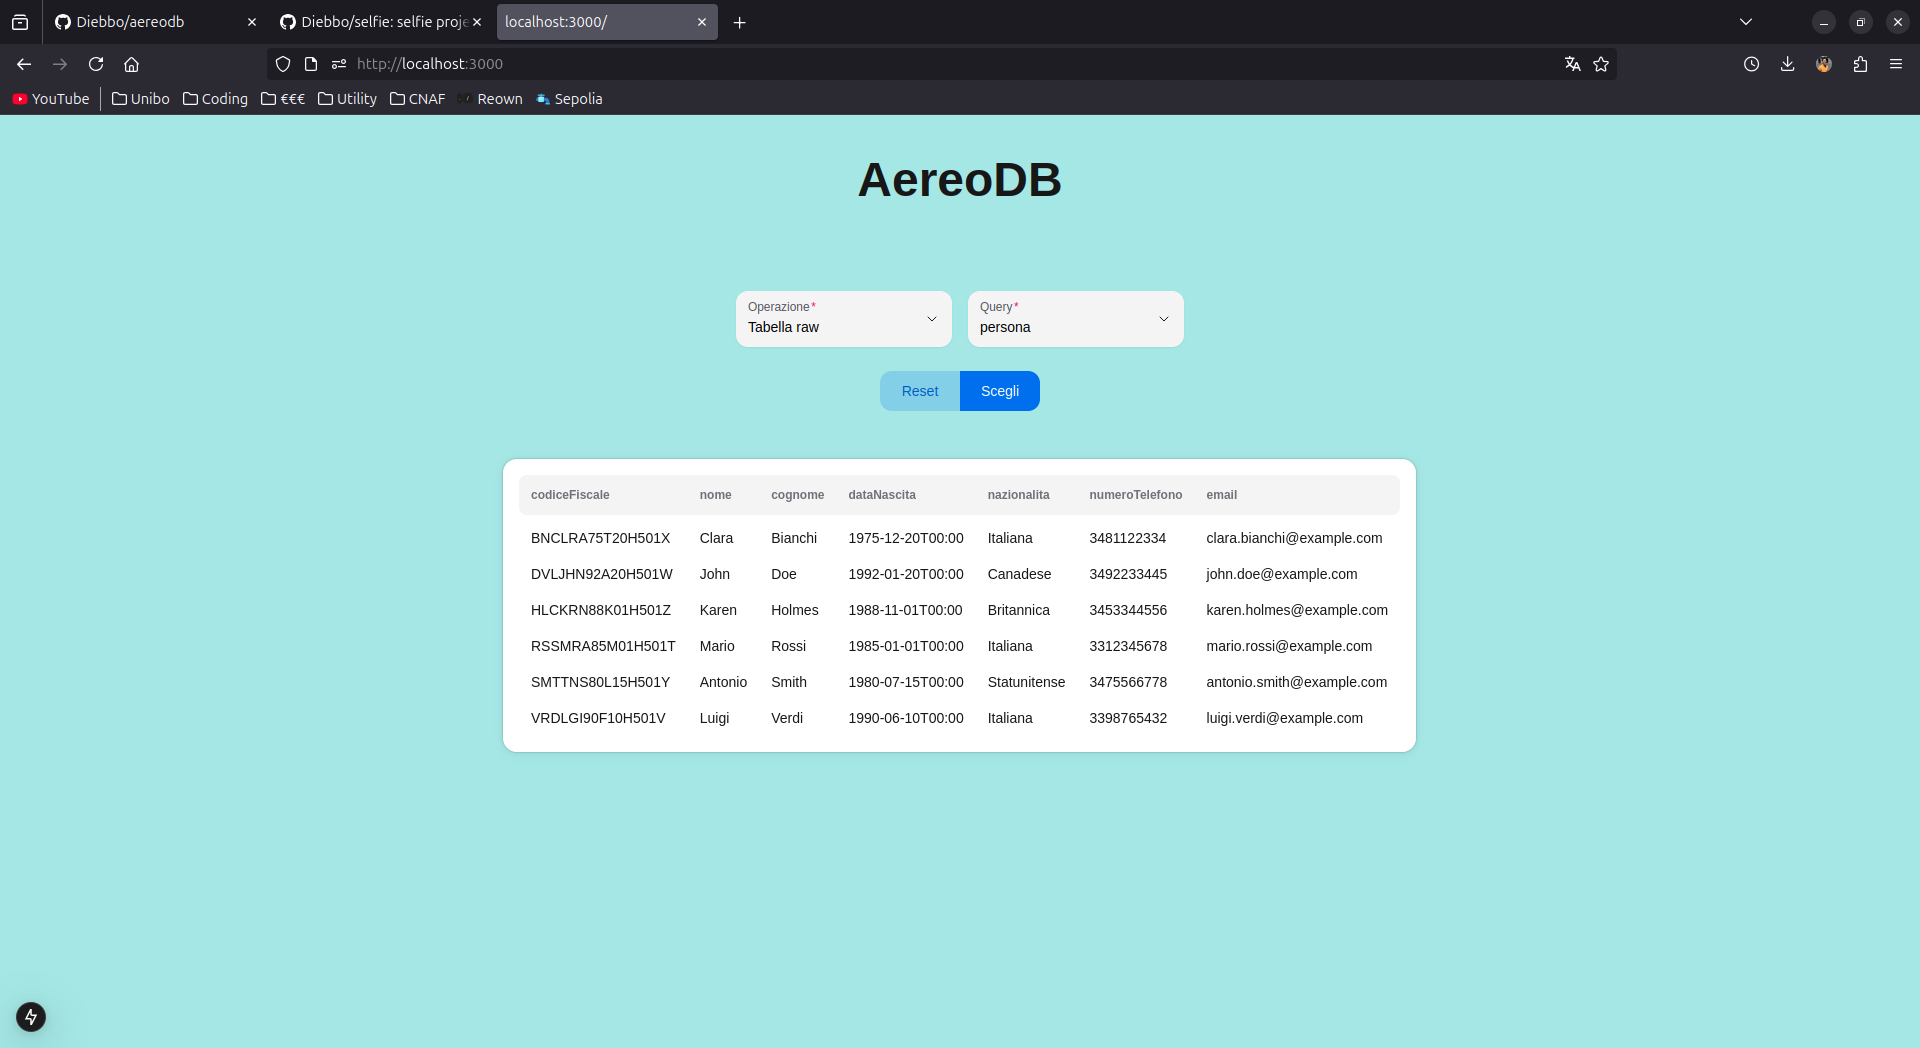 Diebbo/aereodb
Diebbo/selfie: selfie proje
localhost:3000/
http://localhost:3000
YouTube Unibo Coding €€€ Utility CNAF Reown Sepolia
AereoDB
Operazione* Query*
Tabella raw persona
Reset Scegli
codiceFiscale nome cognome dataNascita nazionalita numeroTelefono email
BNCLRA75T20H501X Clara Bianchi 1975-12-20T00:00 Italiana 3481122334 clara.bianchi@example.com
DVLJHN92A20H501W John Doe 1992-01-20T00:00 Canadese 3492233445 john.doe@example.com
HLCKRN88K01H501Z Karen Holmes 1988-11-01T00:00 Britannica 3453344556 karen.holmes@example.com
RSSMRA85M01H501T Mario Rossi 1985-01-01T00:00 Italiana 3312345678 mario.rossi@example.com
SMTTNS80L15H501Y Antonio Smith 1980-07-15T00:00 Statunitense 3475566778 antonio.smith@example.com
VRDLGI90F10H501V Luigi Verdi 1990-06-10T00:00 Italiana 3398765432 luigi.verdi@example.com